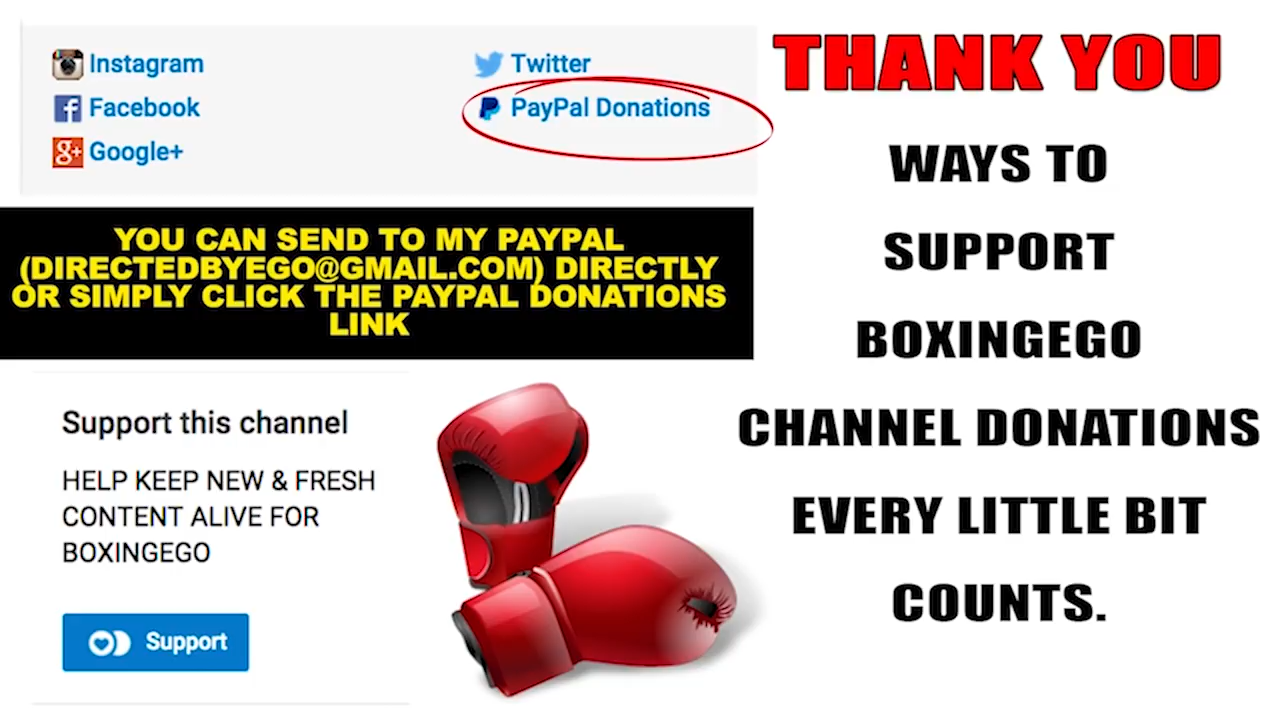 Instagram
Twitter
Facebook
PayPal Donations
Google+
YOU CAN SEND TO MY PAYPAL
(DIRECTEDBYEGO@GMAIL.COM) DIRECTLY
OR SIMPLY CLICK THE PAYPAL DONATIONS
LINK
Support this channel
HELP KEEP NEW & FRESH
CONTENT ALIVE FOR
BOXINGEGO
Support
THANK YOU
WAYS TO
SUPPORT
BOXINGEGO
CHANNEL DONATIONS
EVERY LITTLE BIT
COUNTS.